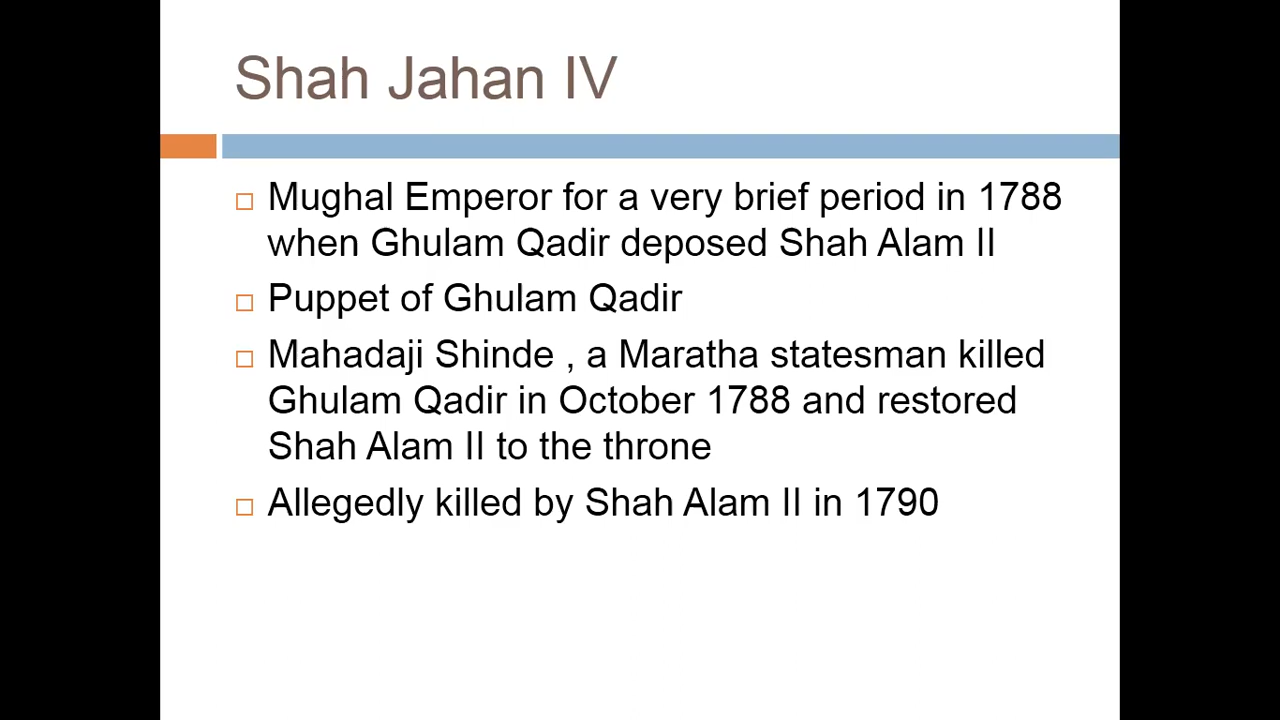 Shah Jahan IV
Mughal Emperor for a very brief period in 1788
when Ghulam Qadir deposed Shah Alam II
Puppet of Ghulam Qadir
Mahadaji Shinde , a Maratha statesman killed
Ghulam Qadir in October 1788 and restored
Shah Alam II to the throne
Allegedly killed by Shah Alam II in 1790